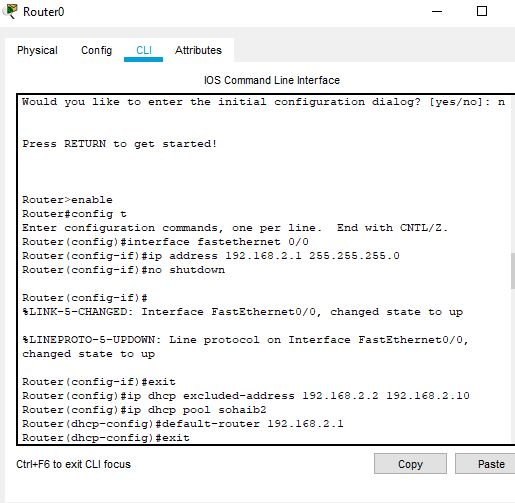 Router0
Physical Config CLI Attributes
IOS Command Line Interface
Would you like to enter the initial configuration dialog? [yes/no]: n
Press RETURN to get started!
Router>enable
Router#config t
Enter configuration commands, one per line.  End with CNTL/Z.
Router(config)#interface fastethernet 0/0
Router(config-if)#ip address 192.168.2.1 255.255.255.0
Router(config-if)#no shutdown
Router(config-if)#
%LINK-5-CHANGED: Interface FastEthernet0/0, changed state to up
%LINEPROTO-5-UPDOWN: Line protocol on Interface FastEthernet0/0,
changed state to up
Router(config-if)#exit
Router(config)#ip dhcp excluded-address 192.168.2.2 192.168.2.10
Router(config)#ip dhcp pool sohaib2
Router(dhcp-config)#default-router 192.168.2.1
Router(dhcp-config)#exit
Ctrl+F6 to exit CLI focus Copy Paste